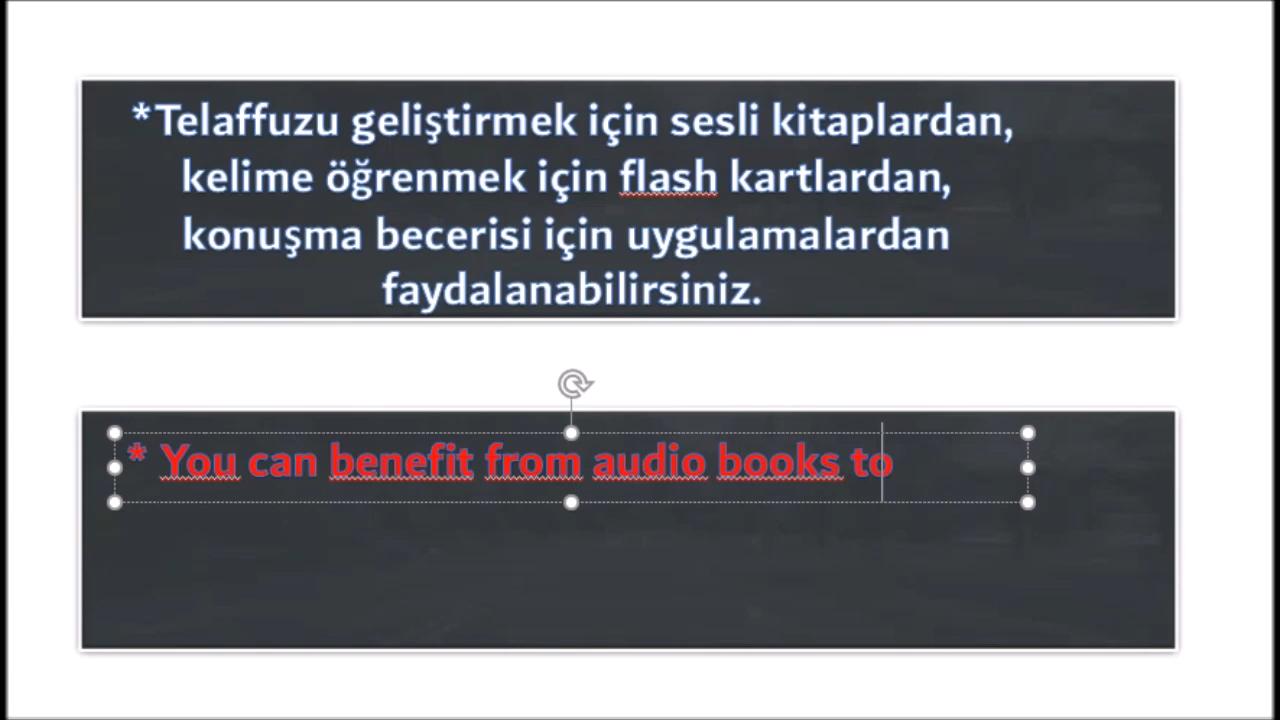 *Telaffuzu geliştirmek için sesli kitaplardan,
kelime öğrenmek için flash kartlardan,
konuşma becerisi için uygulamalardan
faydalanabilirsiniz.
* You can benefit from audio books to